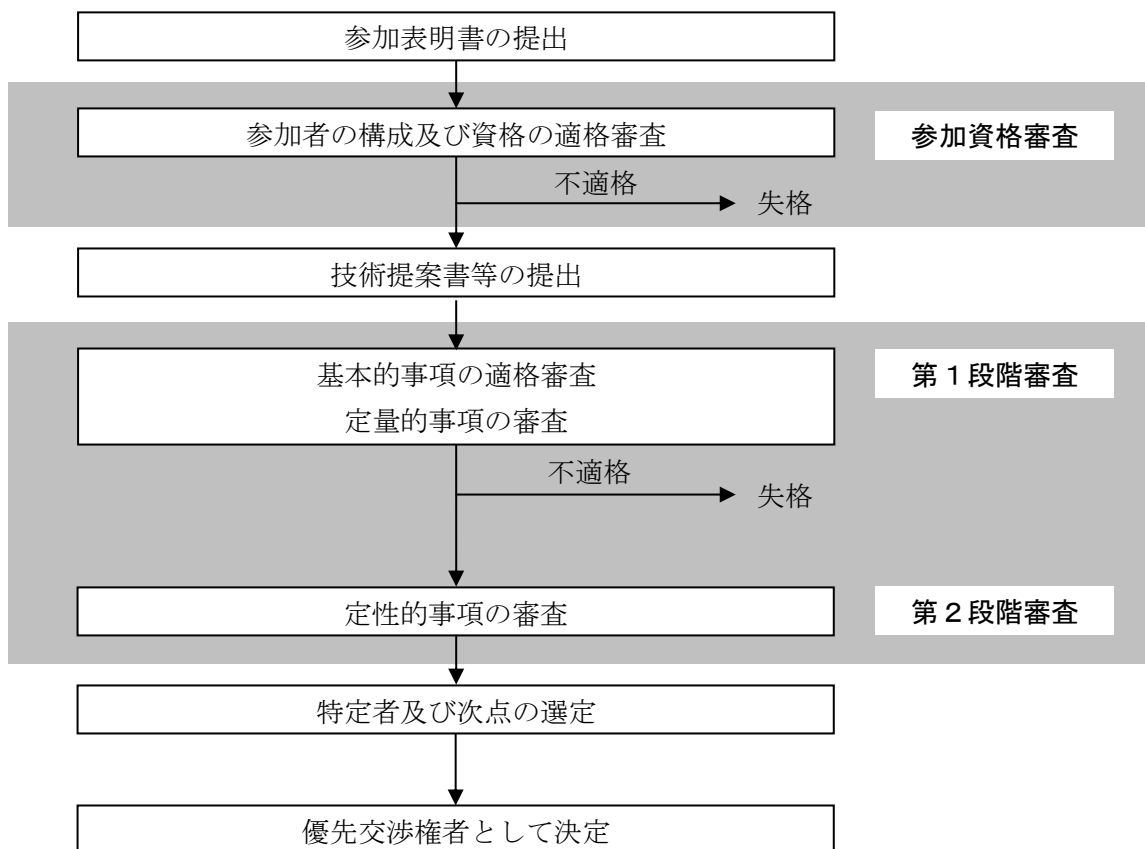 参加表明書の提出
参加者の構成及び資格の適格審査
参加資格審査
不適格
失格
技術提案書等の提出
基本的事項の適格審査
定量的事項の審査
第1段階審査
不適格
失格
定性的事項の審査
第2段階審査
特定者及び次点の選定
優先交渉権者として決定